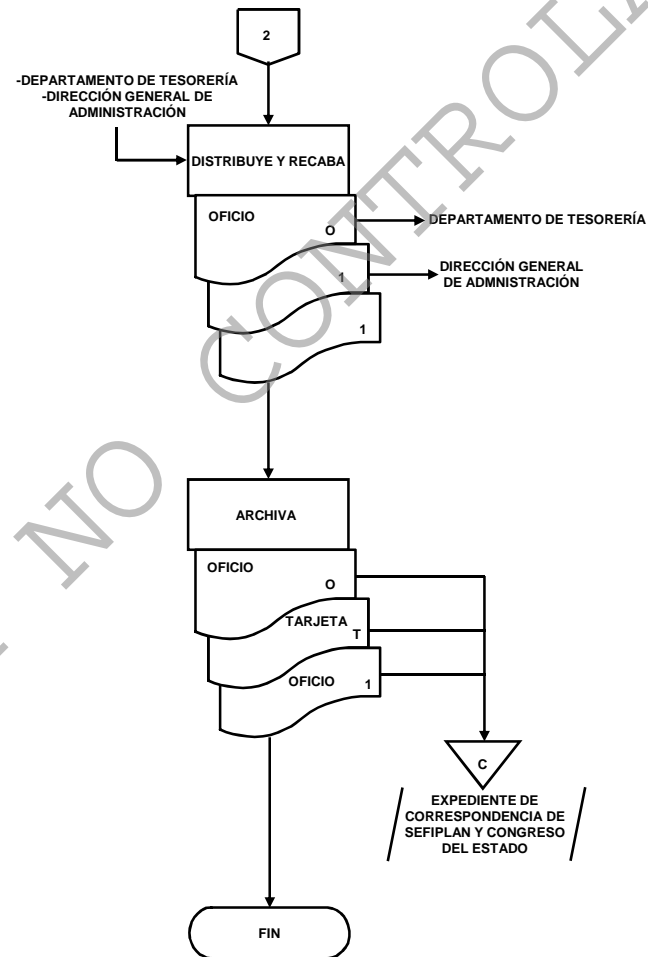 2
-DEPARTAMENTO DE TESORERÍA
-DIRECCIÓN GENERAL DE
ADMINISTRACIÓN
DISTRIBUYE Y RECABA
OFICIO
O
DEPARTAMENTO DE TESORERÍA
1
DIRECCIÓN GENERAL
DE ADMNISTRACIÓN
1
ARCHIVA
OFICIO
O
TARJETA
T
OFICIO
1
C
EXPEDIENTE DE
CORRESPONDENCIA DE
SEFIPLAN Y CONGRESO
DEL ESTADO
FIN
NO CONTROLA